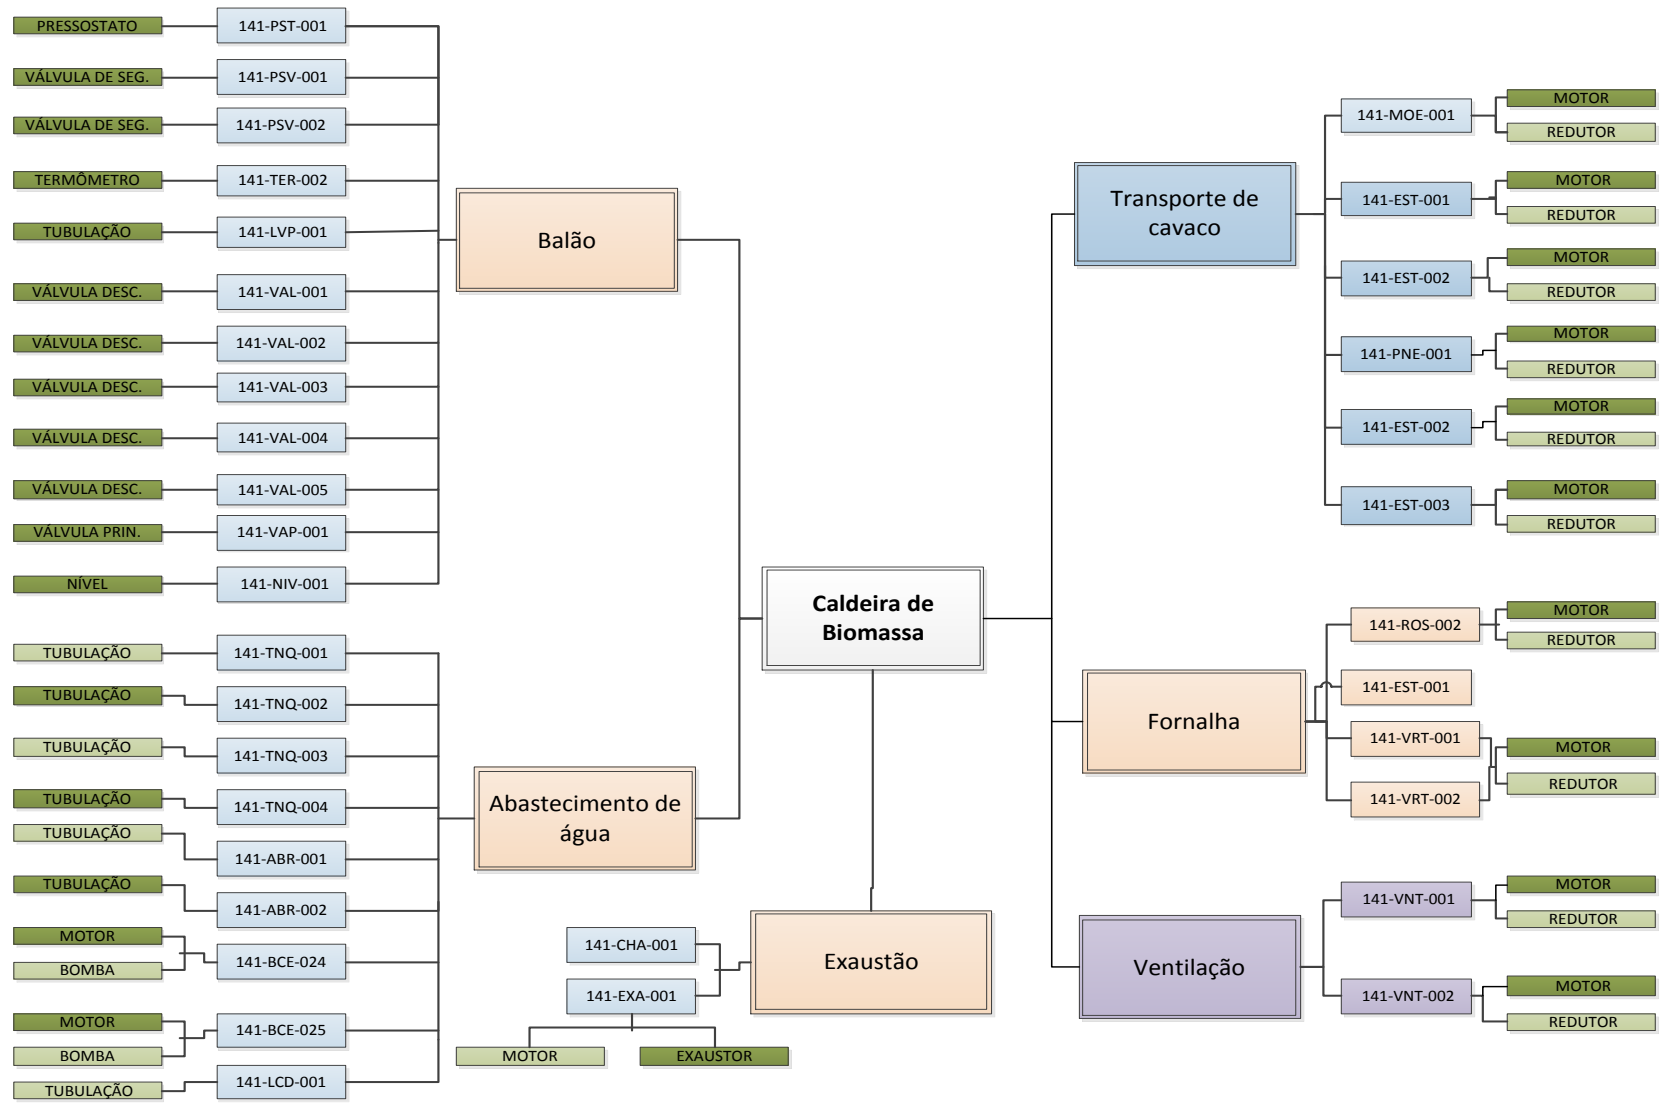 PRESSOSTATO
141-PST-001
VÁLVULA DE SEG.
141-PSV-001
VÁLVULA DE SEG.
141-PSV-002
TERMÔMETRO
141-TER-002
TUBULAÇÃO
141-LVP-001
VÁLVULA DESC.
141-VAL-001
VÁLVULA DESC.
141-VAL-002
VÁLVULA DESC.
141-VAL-003
VÁLVULA DESC.
141-VAL-004
VÁLVULA DESC.
141-VAL-005
VÁLVULA PRIN.
141-VAP-001
NÍVEL
141-NIV-001
Balão
TUBULAÇÃO
141-TNQ-001
TUBULAÇÃO
141-TNQ-002
TUBULAÇÃO
141-TNQ-003
TUBULAÇÃO
141-TNQ-004
TUBULAÇÃO
141-ABR-001
TUBULAÇÃO
141-ABR-002
MOTOR
BOMBA
141-BCE-024
MOTOR
BOMBA
141-BCE-025
TUBULAÇÃO
141-LCD-001
Abastecimento de
água
Caldeira de
Biomassa
141-CHA-001
141-EXA-001
MOTOR
EXAUSTOR
Exaustão
Transporte de
cavaco
141-MOE-001
MOTOR
REDUTOR
141-EST-001
MOTOR
REDUTOR
141-EST-002
MOTOR
REDUTOR
141-PNE-001
MOTOR
REDUTOR
141-EST-002
MOTOR
REDUTOR
141-EST-003
MOTOR
REDUTOR
Fornalha
141-ROS-002
MOTOR
REDUTOR
141-EST-001
141-VRT-001
141-VRT-002
MOTOR
REDUTOR
Ventilação
141-VNT-001
MOTOR
REDUTOR
141-VNT-002
MOTOR
REDUTOR